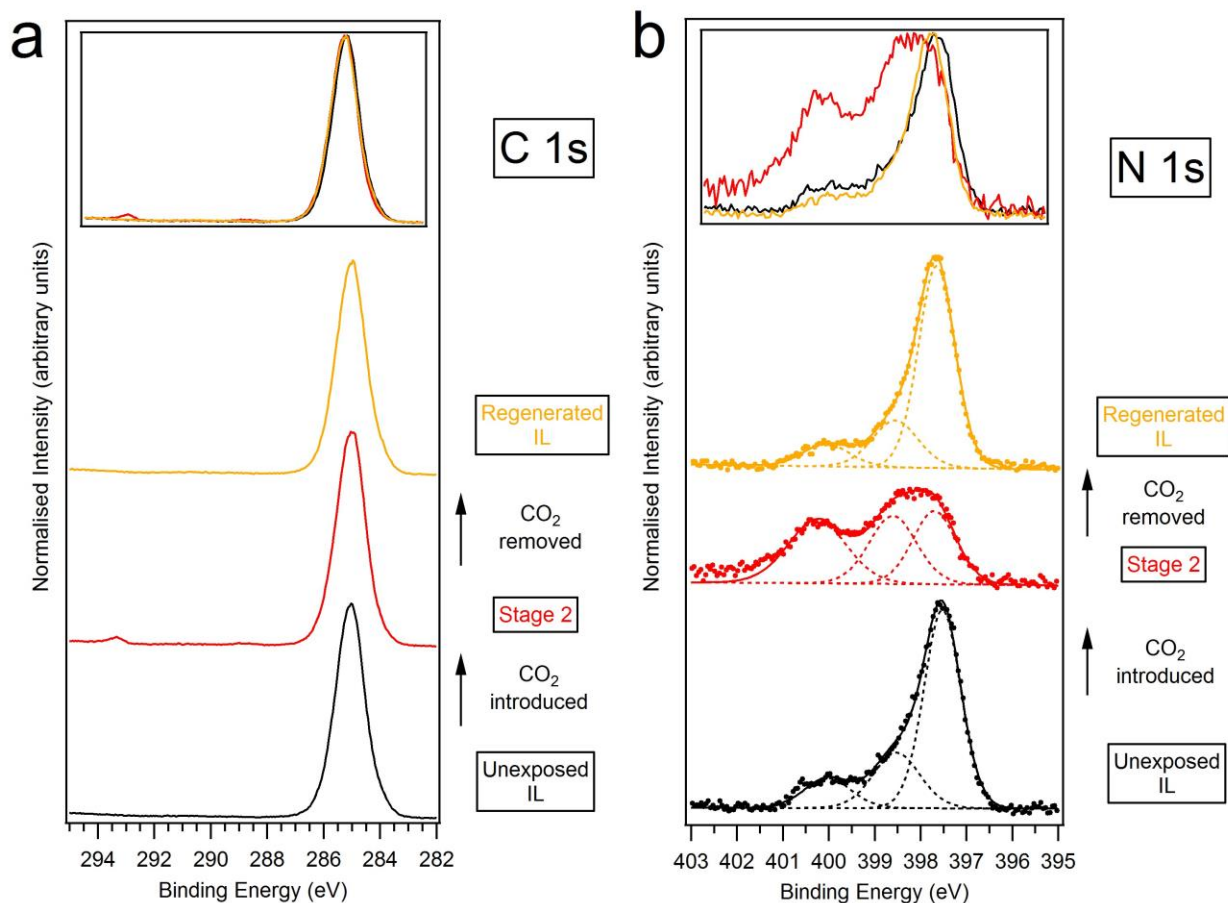 a
C 1s
Normalised Intensity (arbitrary units)
Regenerated
IL
CO₂
removed
Stage 2
CO₂
introduced
Unexposed
IL
294 292 290 288 286 284 282
Binding Energy (eV)
b
N 1s
Normalised Intensity (arbitrary units)
Regenerated
IL
CO₂
removed
Stage 2
CO₂
introduced
Unexposed
IL
403 402 401 400 399 398 397 396 395
Binding Energy (eV)